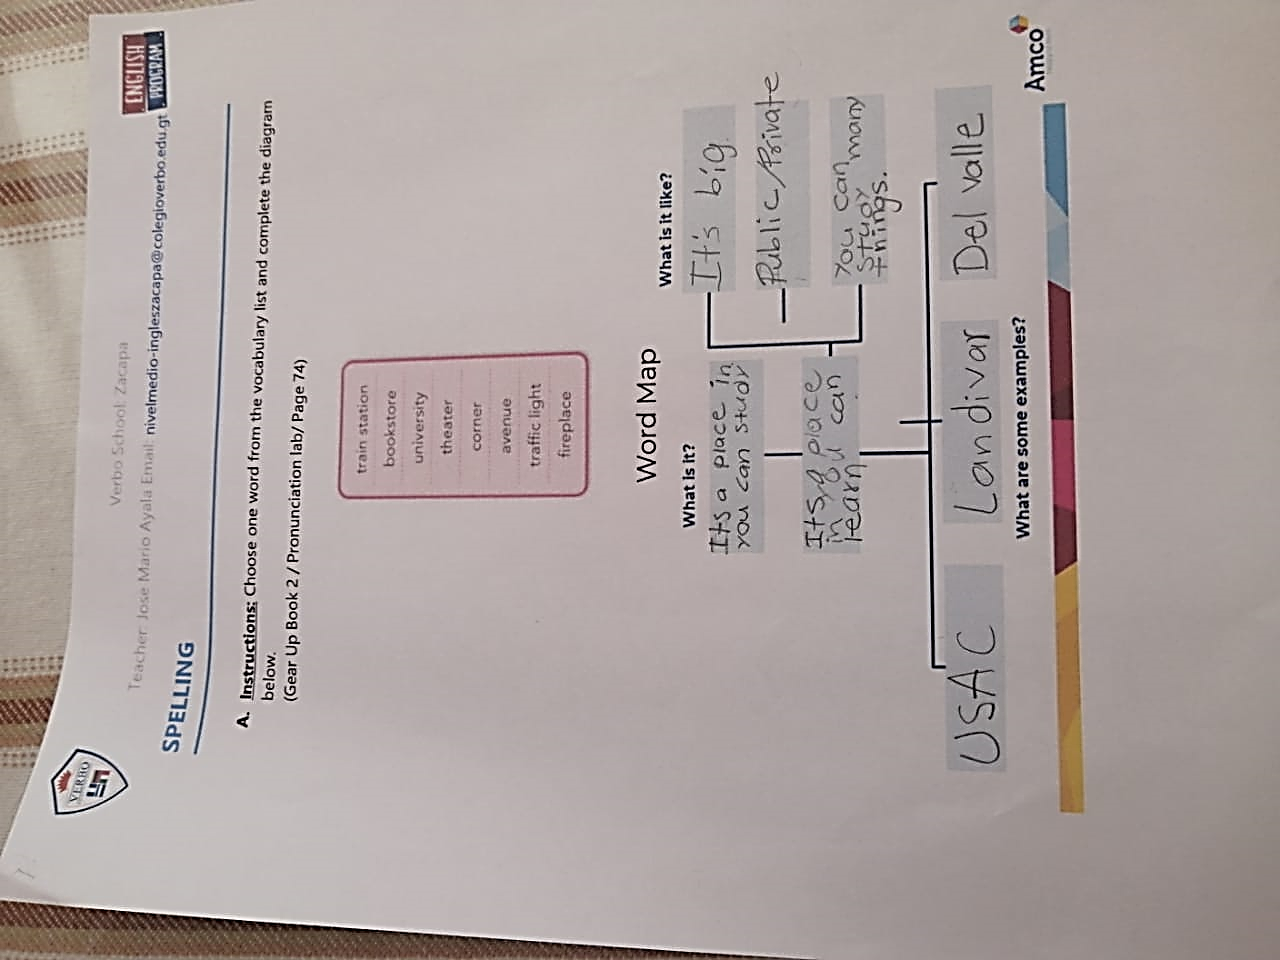 VERBO
Verbo School: Zacapa
Teacher: Jose Mario Ayala Email: nivelmedio-ingleszacapa@colegioverbo.edu.gt
ENGLISH
PROGRAM
SPELLING
A. Instructions: Choose one word from the vocabulary list and complete the diagram
below.
(Gear Up Book 2 / Pronunciation lab/ Page 74)
train station
bookstore
university
theater
corner
avenue
traffic light
fireplace
Word Map
What is it?
It's a place in
you can study
It's a place
in u can
learn
What is it like?
It's big.
Public/Private
You can
study many
things.
USAC
Landivar
Del valle
What are some examples?
Amco